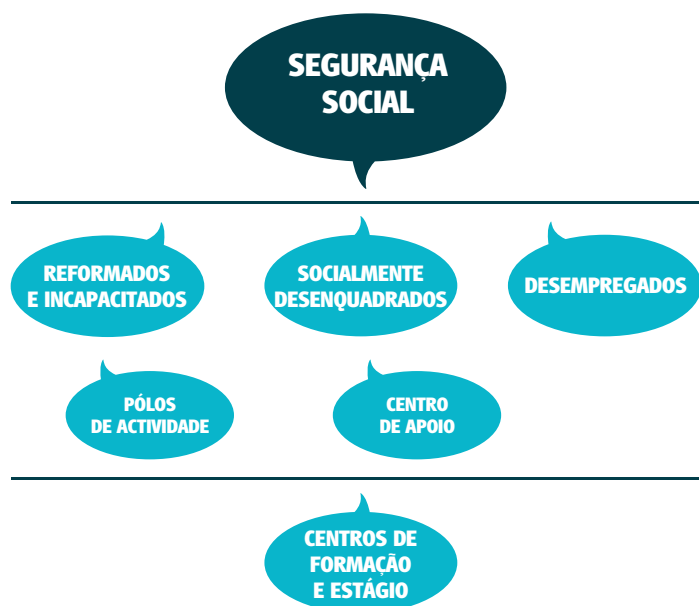 SEGURANÇA
SOCIAL
REFORMADOS
E INCAPACITADOS
SOCIALMENTE
DESENQUADRADOS
DESEMPREGADOS
PÓLOS
DE ACTIVIDADE
CENTRO
DE APOIO
CENTROS DE
FORMAÇÃO
E ESTÁGIO